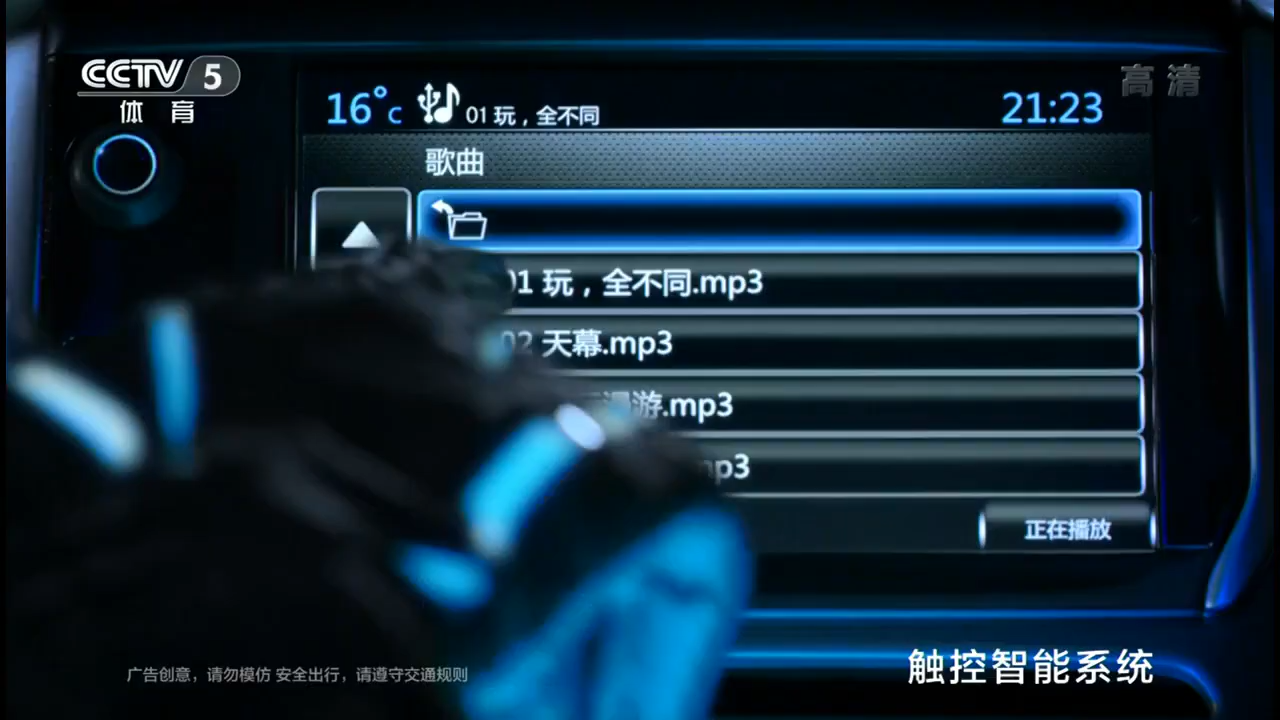 CCTV 5
体育
高清
16°c 01 玩，全不同 21:23
歌曲
01 玩，全不同.mp3
02 天幕.mp3
漫游.mp3
mp3
正在播放
触控智能系统
广告创意，请勿模仿 安全出行，请遵守交通规则